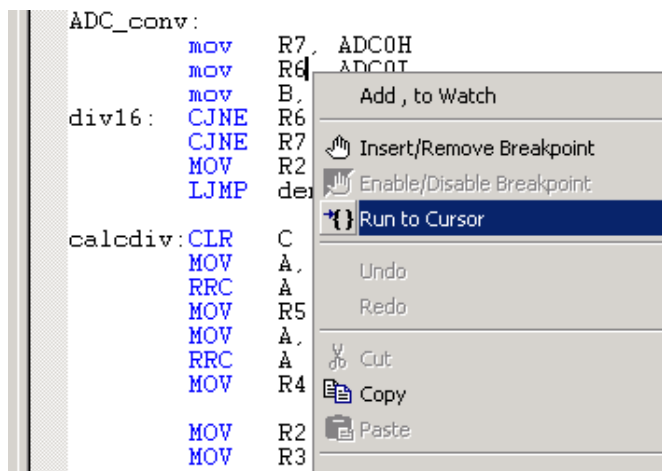 ADC_conv:
mov R7, ADC0H
mov R6
mov B,
div16: CJNE R6
CJNE R7
MOV R2
LJMP
calcdiv:CLR C
MOV A,
RRC A
MOV R5
MOV A,
RRC A
MOV R4
MOV R2
MOV R3
Add , to Watch
Insert/Remove Breakpoint
Enable/Disable Breakpoint
Run to Cursor
Undo
Redo
Cut
Copy
Paste